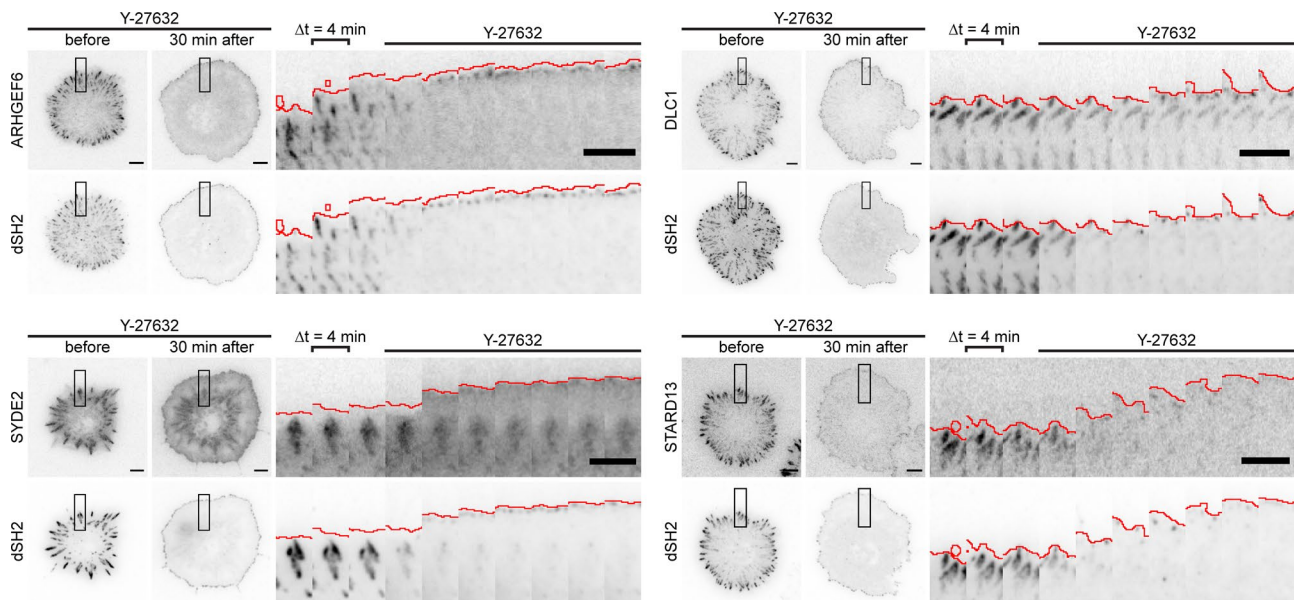 Y-27632
before 30 min after
Δt = 4 min
Y-27632
ARHGEF6
dSH2
Y-27632
before 30 min after
Δt = 4 min
Y-27632
DLC1
dSH2
Y-27632
before 30 min after
Δt = 4 min
Y-27632
SYDE2
dSH2
Y-27632
before 30 min after
Δt = 4 min
Y-27632
STARD13
dSH2